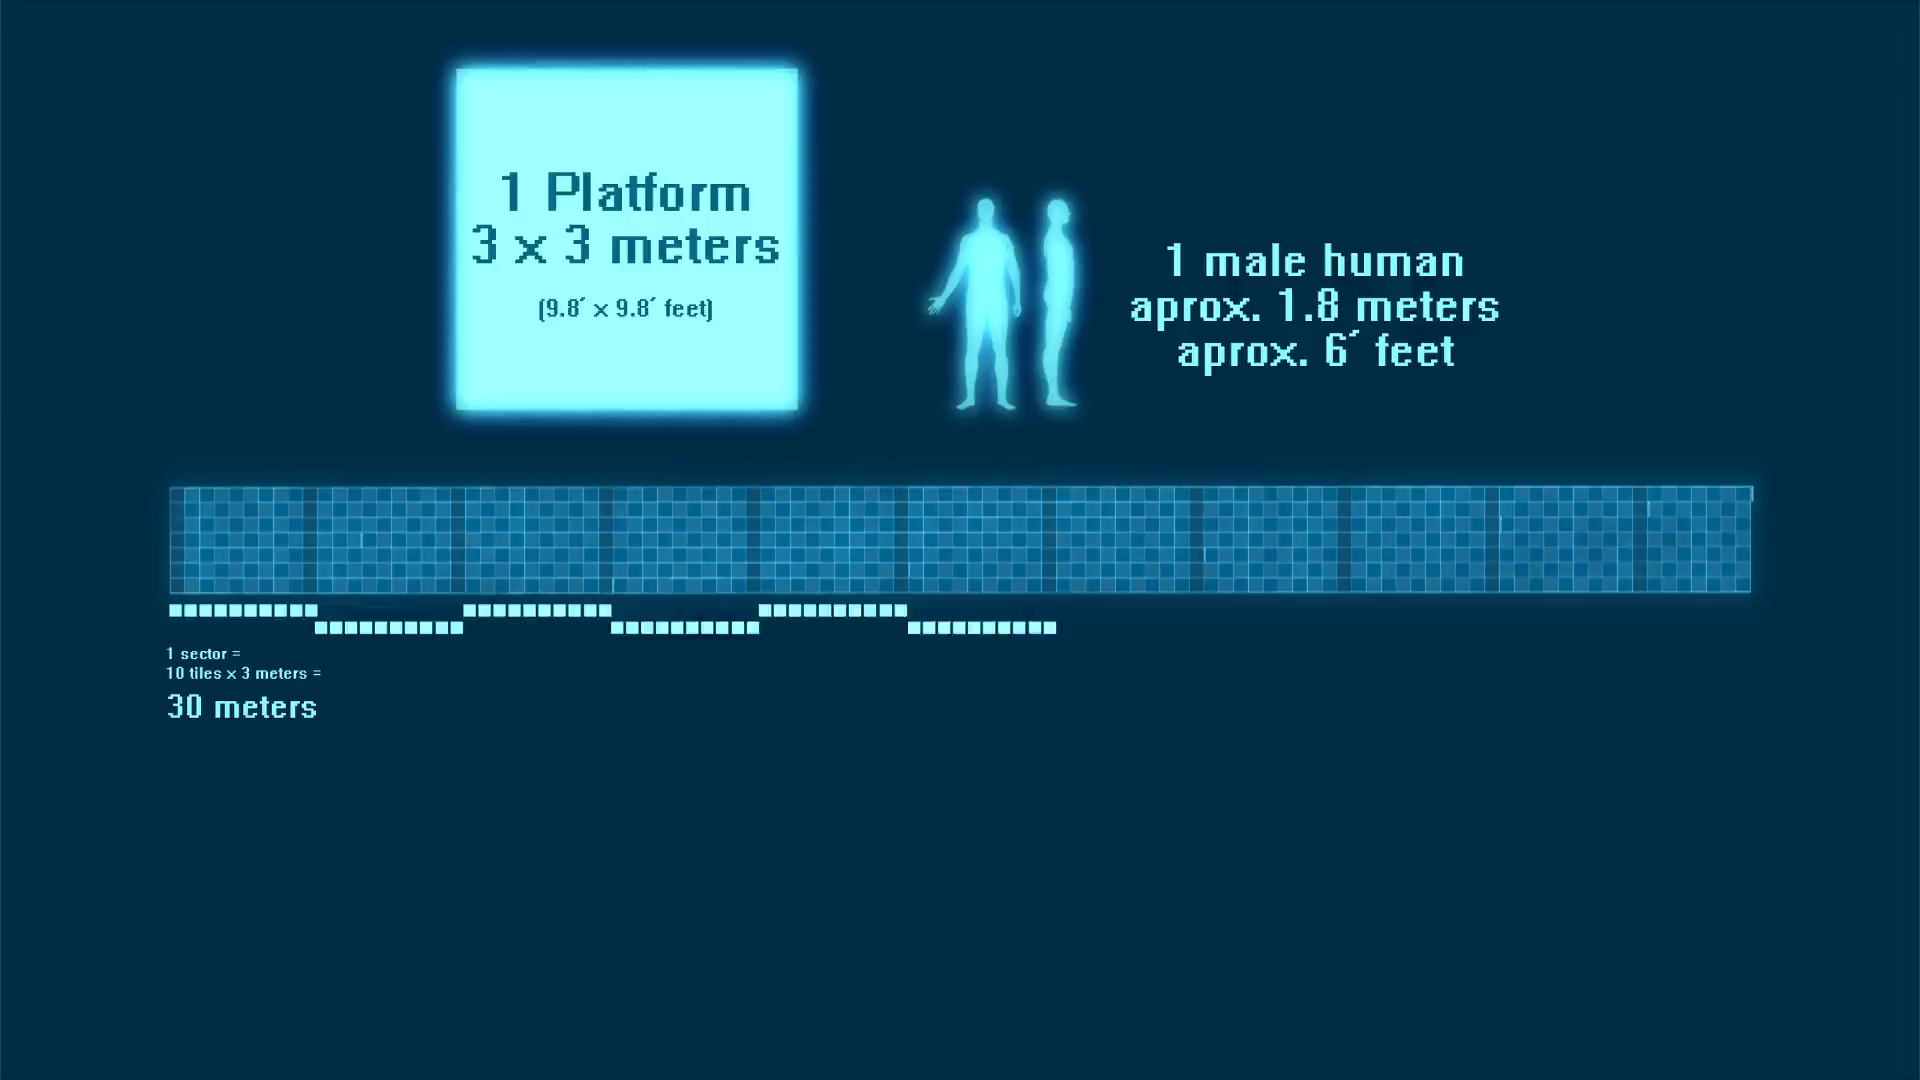 1 Platform
3 x 3 meters
(9.8´ x 9.8´ feet)
1 male human
aprox. 1.8 meters
aprox. 6´ feet
1 sector =
10 tiles x 3 meters =
30 meters